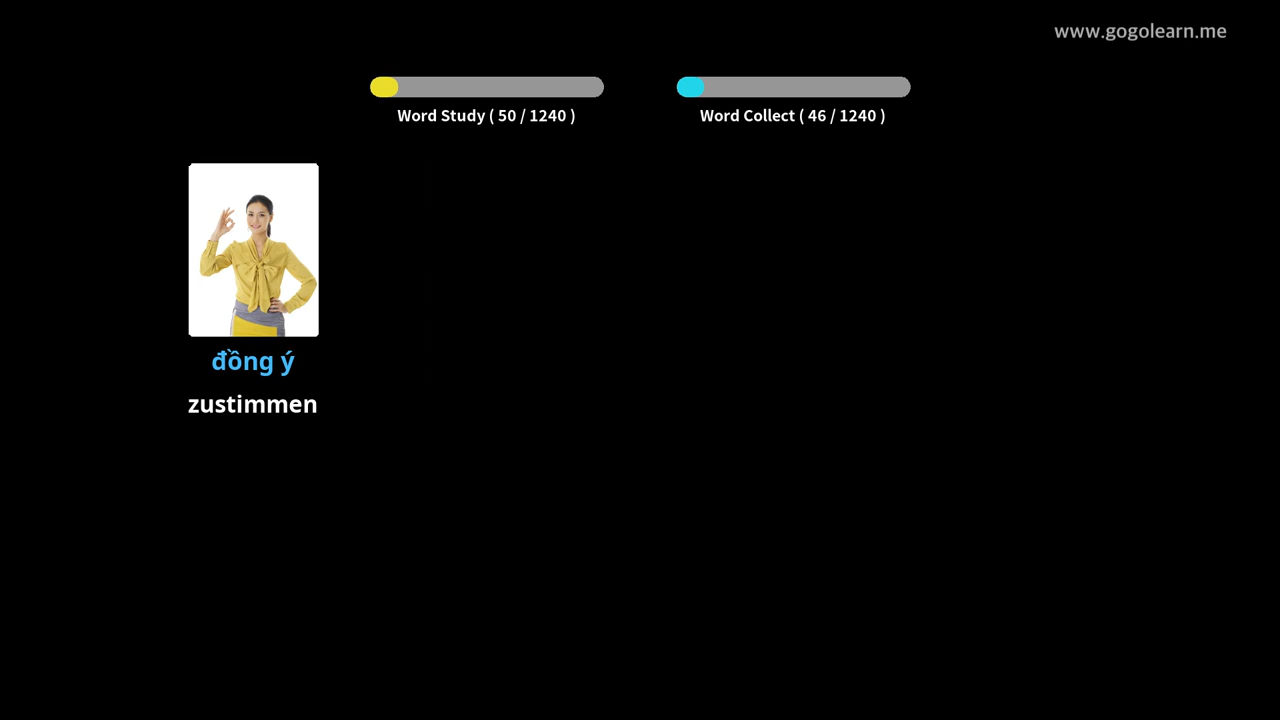 www.gogolearn.me
Word Study ( 50 / 1240 )
Word Collect ( 46 / 1240 )
đồng ý
zustimmen